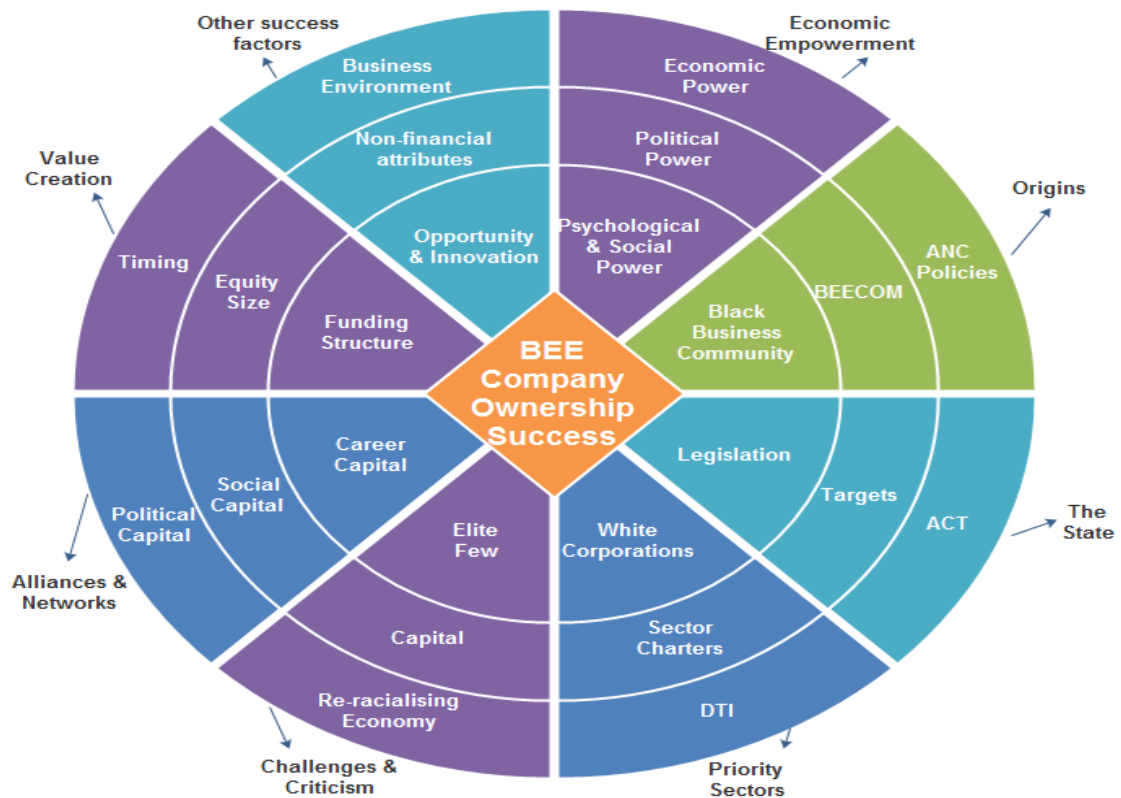 Other success
factors
Business
Environment
Non-financial
attributes
Opportunity
& Innovation
Economic
Empowerment
Economic
Power
Political
Power
Psychological
& Social
Power
Origins
ANC
Policies
BEECOM
Black
Business
Community
The
State
ACT
Targets
Legislation
Priority
Sectors
DTI
Sector
Charters
White
Corporations
Challenges &
Criticism
Re-racialising
Economy
Capital
Elite
Few
Alliances &
Networks
Political
Capital
Social
Capital
Career
Capital
Value
Creation
Timing
Equity
Size
Funding
Structure
BEE
Company
Ownership
Success